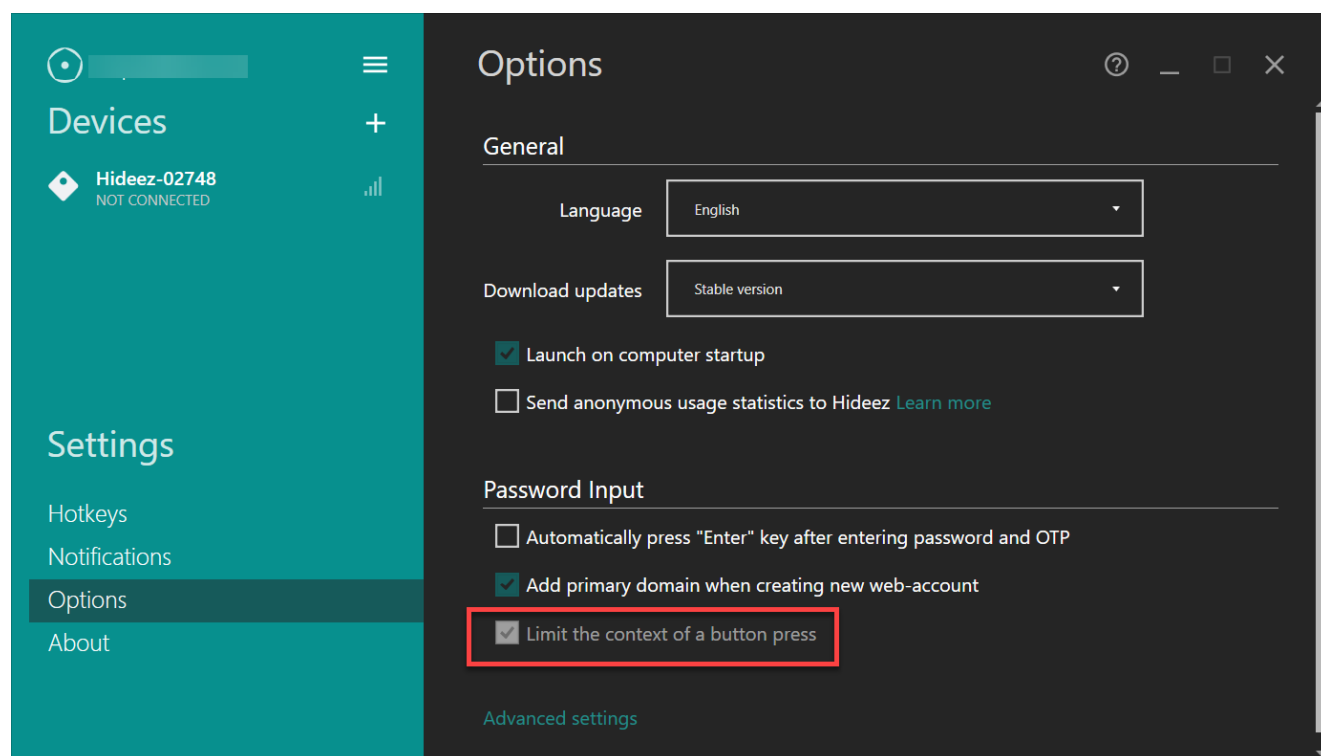 Devices
+
Hideez-02748
NOT CONNECTED
Settings
Hotkeys
Notifications
Options
About
Options
General
Language
English
Download updates
Stable version
Launch on computer startup
Send anonymous usage statistics to Hideez Learn more
Password Input
Automatically press "Enter" key after entering password and OTP
Add primary domain when creating new web-account
Limit the context of a button press
Advanced settings